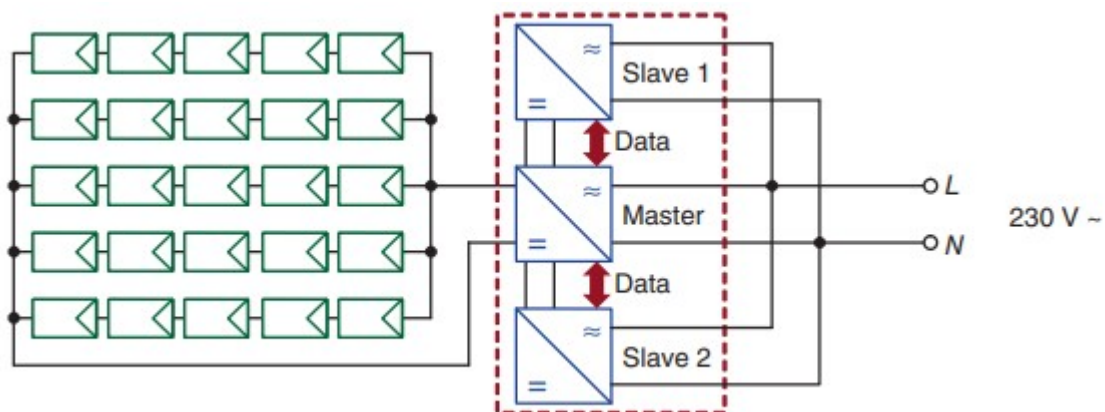 Slave 1
Data
L
Master
230 V ~
N
Data
Slave 2